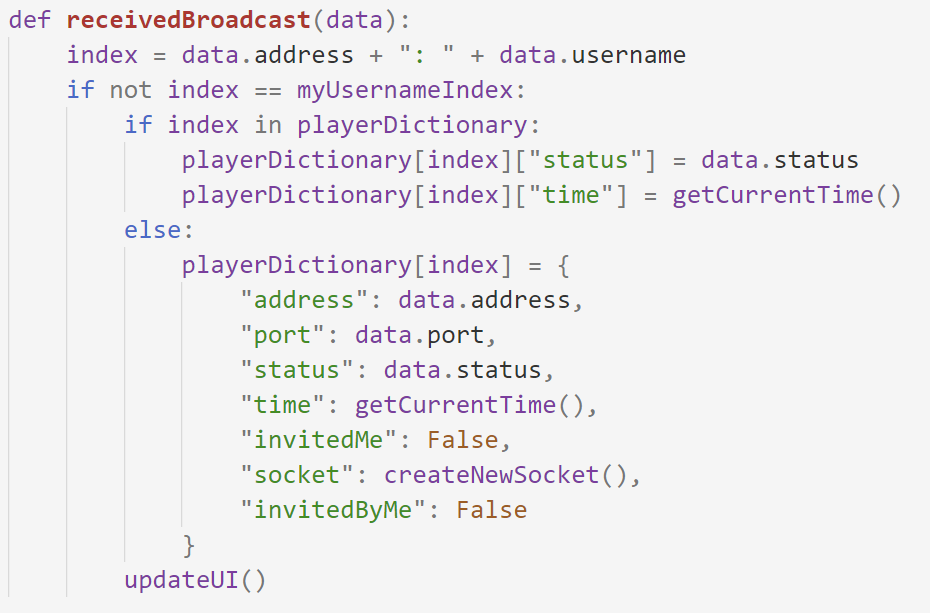 def receivedBroadcast(data):
    index = data.address + ": " + data.username
    if not index == myUsernameIndex:
        if index in playerDictionary:
            playerDictionary[index]["status"] = data.status
            playerDictionary[index]["time"] = getCurrentTime()
        else:
            playerDictionary[index] = {
                "address": data.address,
                "port": data.port,
                "status": data.status,
                "time": getCurrentTime(),
                "invitedMe": False,
                "socket": createNewSocket(),
                "invitedByMe": False
            }
        updateUI()